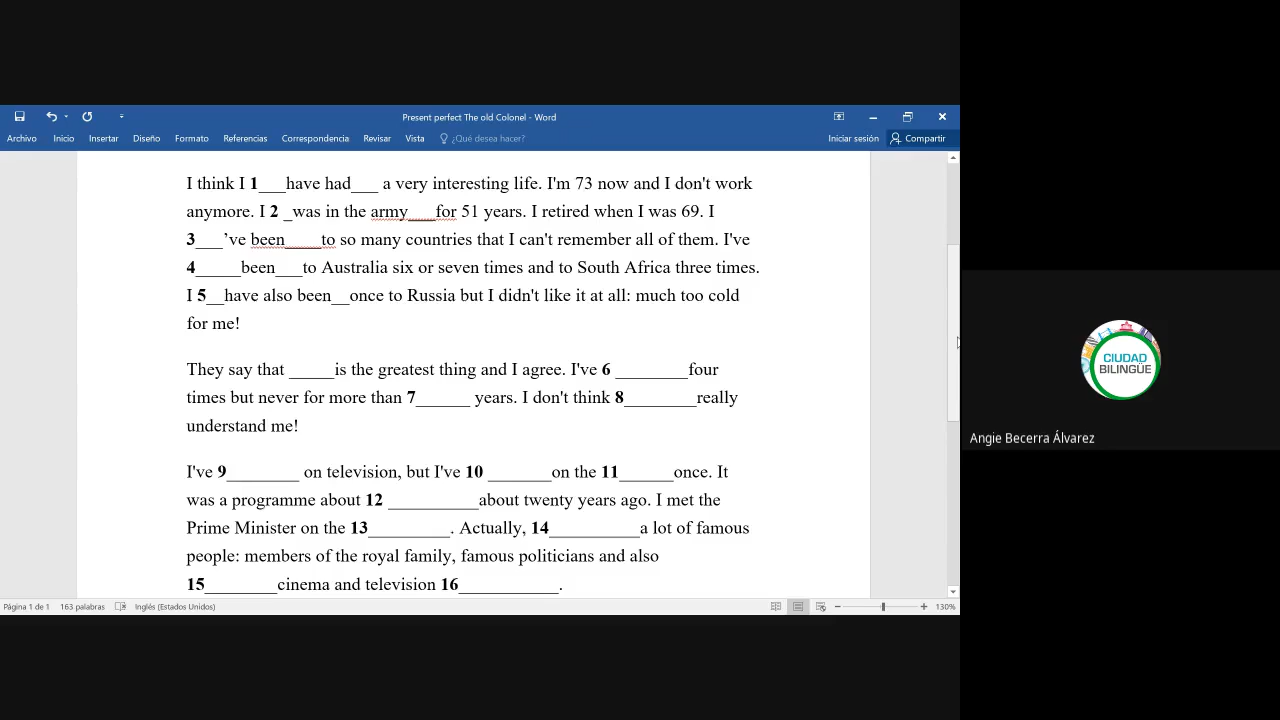 Present perfect The old Colonel - Word
Archivo Inicio Insertar Diseño Formato Referencias Correspondencia Revisar Vista ¿Qué desea hacer? Iniciar sesión Compartir
I think I 1___have had___ a very interesting life. I'm 73 now and I don't work
anymore. I 2 _was in the army___for 51 years. I retired when I was 69. I
3___’ve been____to so many countries that I can't remember all of them. I've
4_____been___to Australia six or seven times and to South Africa three times.
I 5__have also been__once to Russia but I didn't like it at all: much too cold
for me!
They say that _____is the greatest thing and I agree. I've 6 ________four
times but never for more than 7______ years. I don't think 8________really
understand me!
I've 9________ on television, but I've 10 _______on the 11______once. It
was a programme about 12 __________about twenty years ago. I met the
Prime Minister on the 13_________. Actually, 14__________a lot of famous
people: members of the royal family, famous politicians and also
15________cinema and television 16___________.
Página 1 de 1 163 palabras Inglés (Estados Unidos) 130%
CIUDAD
BILINGÜE
Angie Becerra Álvarez